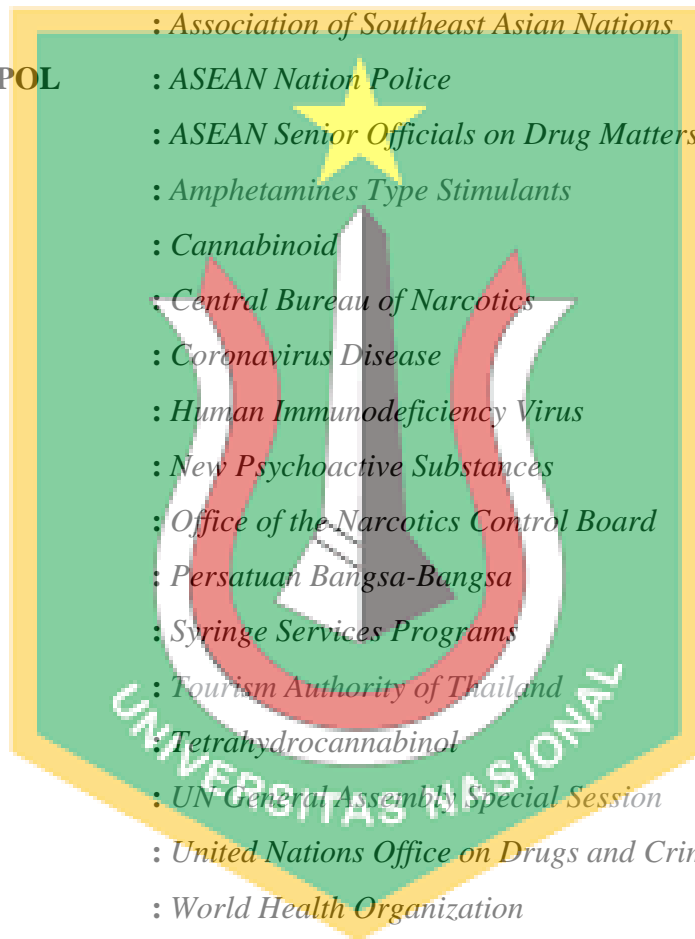 : Association of Southeast Asian Nations
POL : ASEAN Nation Police
: ASEAN Senior Officials on Drug Matters
: Amphetamines Type Stimulants
: Cannabinoid
: Central Bureau of Narcotics
: Coronavirus Disease
: Human Immunodeficiency Virus
: New Psychoactive Substances
: Office of the Narcotics Control Board
: Persatuan Bangsa-Bangsa
: Syringe Services Programs
: Tourism Authority of Thailand
: Tetrahydrocannabinol
: UN General Assembly Special Session
: United Nations Office on Drugs and Crim
: World Health Organization
UNIVERSITAS NASIONAL